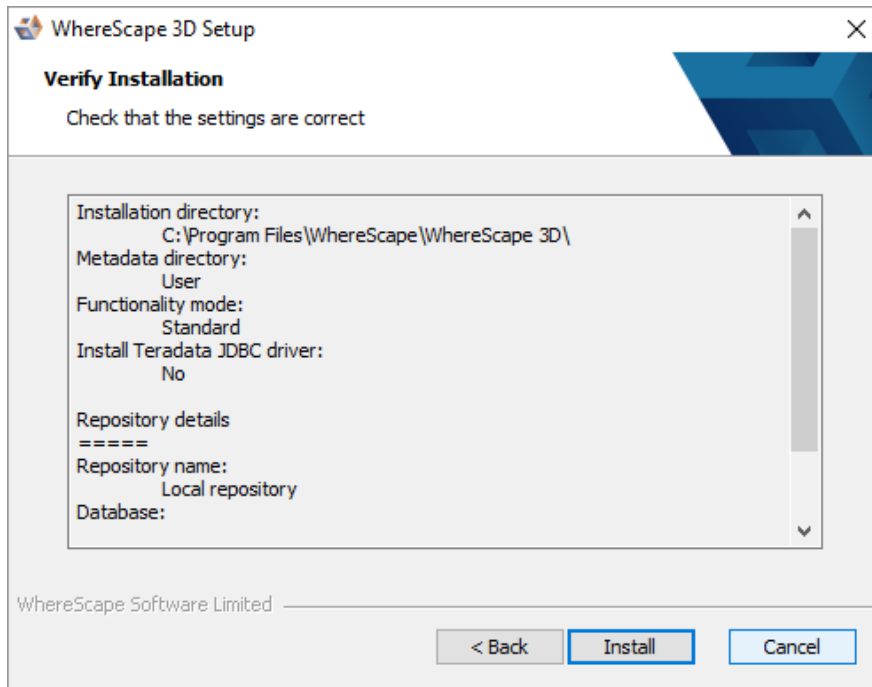 WhereScape 3D Setup
Verify Installation
Check that the settings are correct
Installation directory:
C:\Program Files\WhereScape\WhereScape 3D\
Metadata directory:
User
Functionality mode:
Standard
Install Teradata JDBC driver:
No
Repository details
=====
Repository name:
Local repository
Database:
WhereScape Software Limited
< Back
Install
Cancel